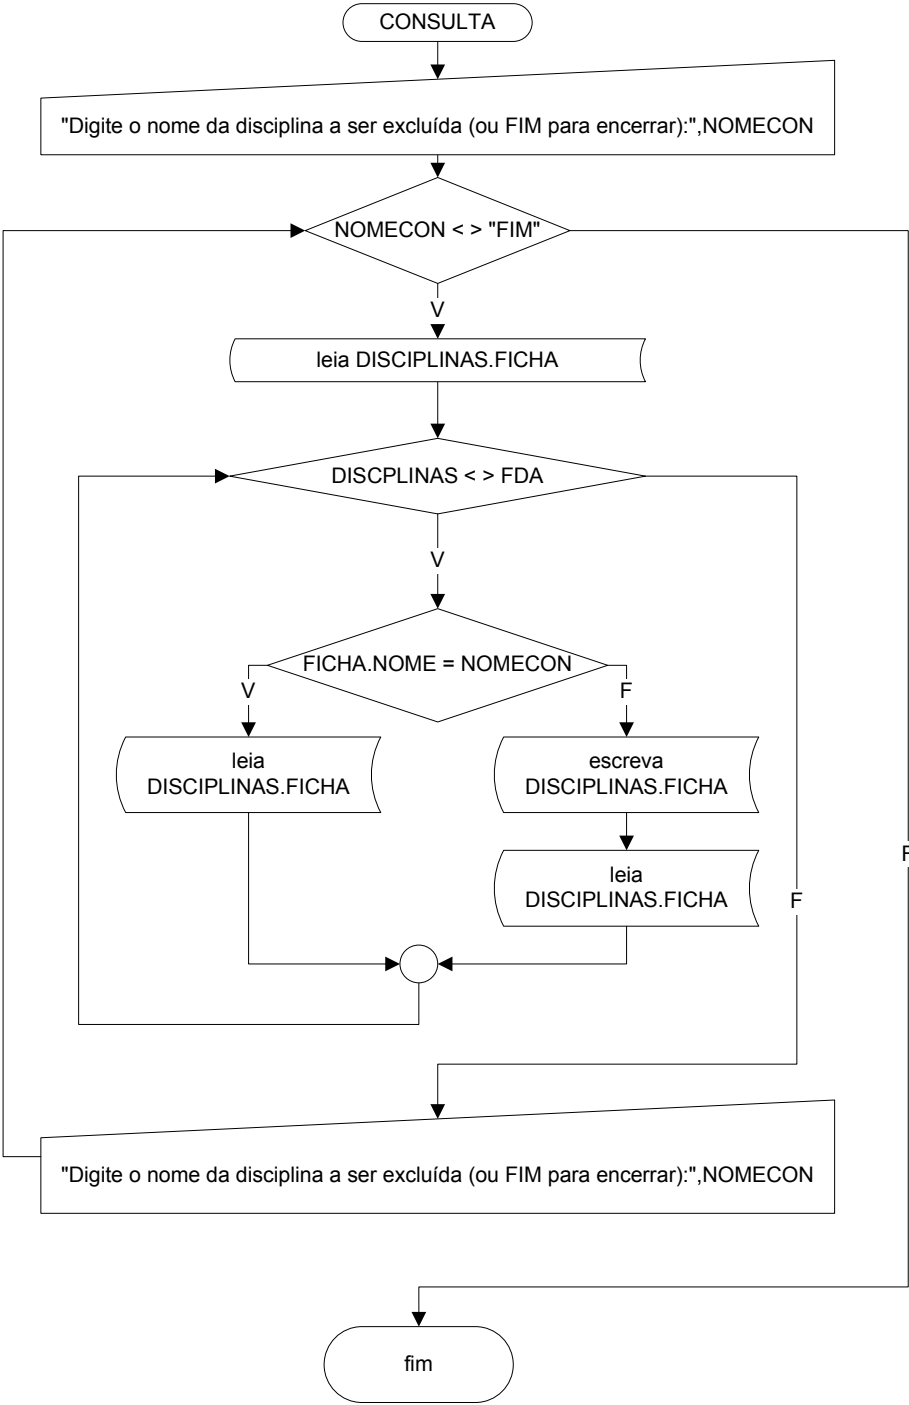 CONSULTA
"Digite o nome da disciplina a ser excluída (ou FIM para encerrar):",NOMECON
NOMECON < > "FIM"
V
leia DISCIPLINAS.FICHA
DISCPLINAS < > FDA
V
FICHA.NOME = NOMECON
V
F
leia
DISCIPLINAS.FICHA
escreva
DISCIPLINAS.FICHA
leia
DISCIPLINAS.FICHA
F
F
"Digite o nome da disciplina a ser excluída (ou FIM para encerrar):",NOMECON
fim